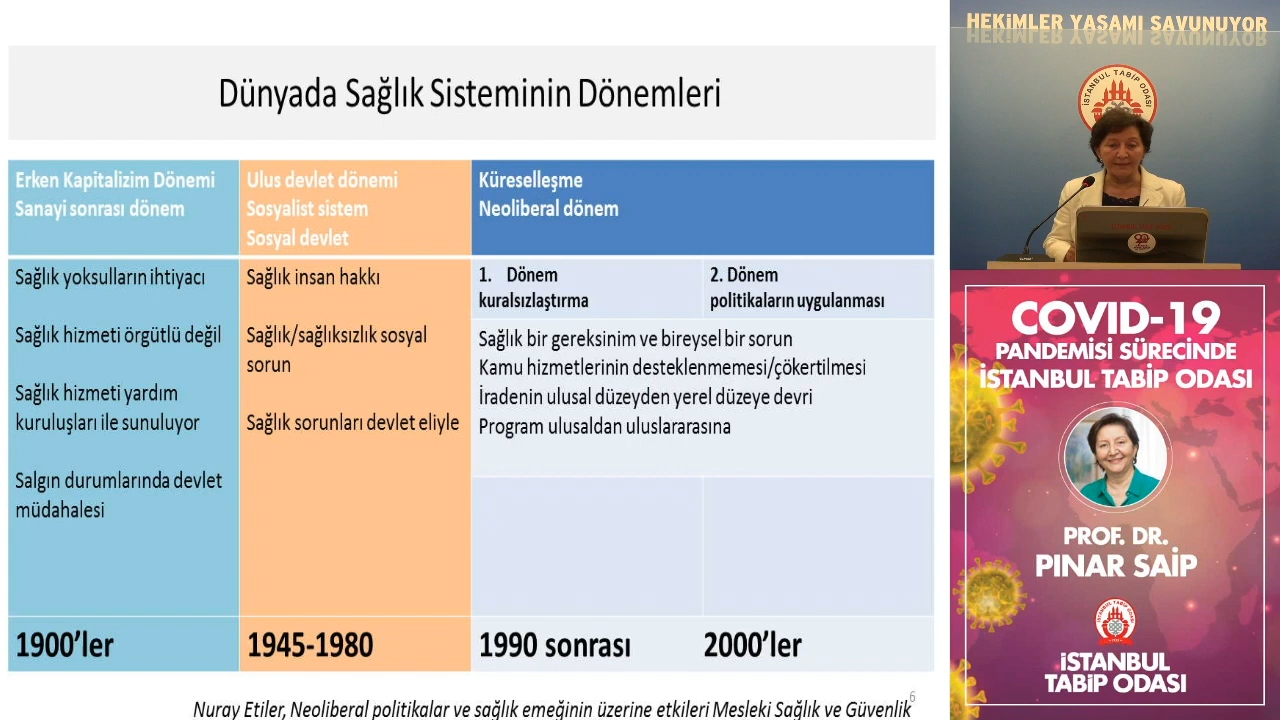 Dünyada Sağlık Sisteminin Dönemleri
Erken Kapitalizim Dönemi
Sanayi sonrası dönem
Ulus devlet dönemi
Sosyalist sistem
Sosyal devlet
Küreselleşme
Neoliberal dönem
Sağlık yoksulların ihtiyacı
Sağlık hizmeti örgütlü değil
Sağlık hizmeti yardım
kuruluşları ile sunuluyor
Salgın durumlarında devlet
müdahalesi
Sağlık insan hakkı
Sağlık/sağlıksızlık sosyal
sorun
Sağlık sorunları devlet eliyle
1. Dönem
kuralsızlaştırma
2. Dönem
politikaların uygulanması
Sağlık bir gereksinim ve bireysel bir sorun
Kamu hizmetlerinin desteklenmemesi/çökertilmesi
İradenin ulusal düzeyden yerel düzeye devri
Program ulusaldan uluslararasına
1900’ler
1945-1980
1990 sonrası
2000’ler
Nuray Etiler, Neoliberal politikalar ve sağlık emeğinin üzerine etkileri Mesleki Sağlık ve Güvenlik
6
HEKİMLER YAŞAMI SAVUNUYOR
İSTANBUL TABİP ODASI
COVID-19
PANDEMİSİ SÜRECİNDE
İSTANBUL TABİP ODASI
PROF. DR.
PINAR SAİP
İSTANBUL
TABİP ODASI